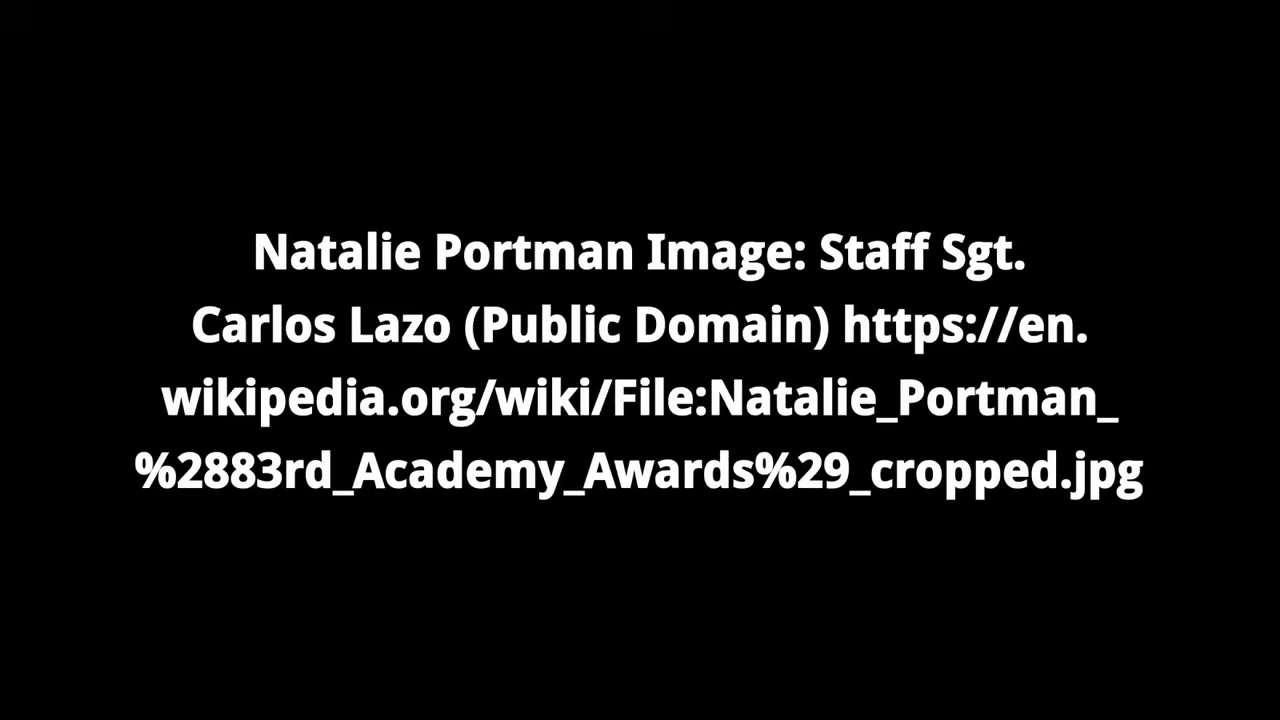 Natalie Portman Image: Staff Sgt.
Carlos Lazo (Public Domain) https://en.
wikipedia.org/wiki/File:Natalie_Portman_
%2883rd_Academy_Awards%29_cropped.jpg